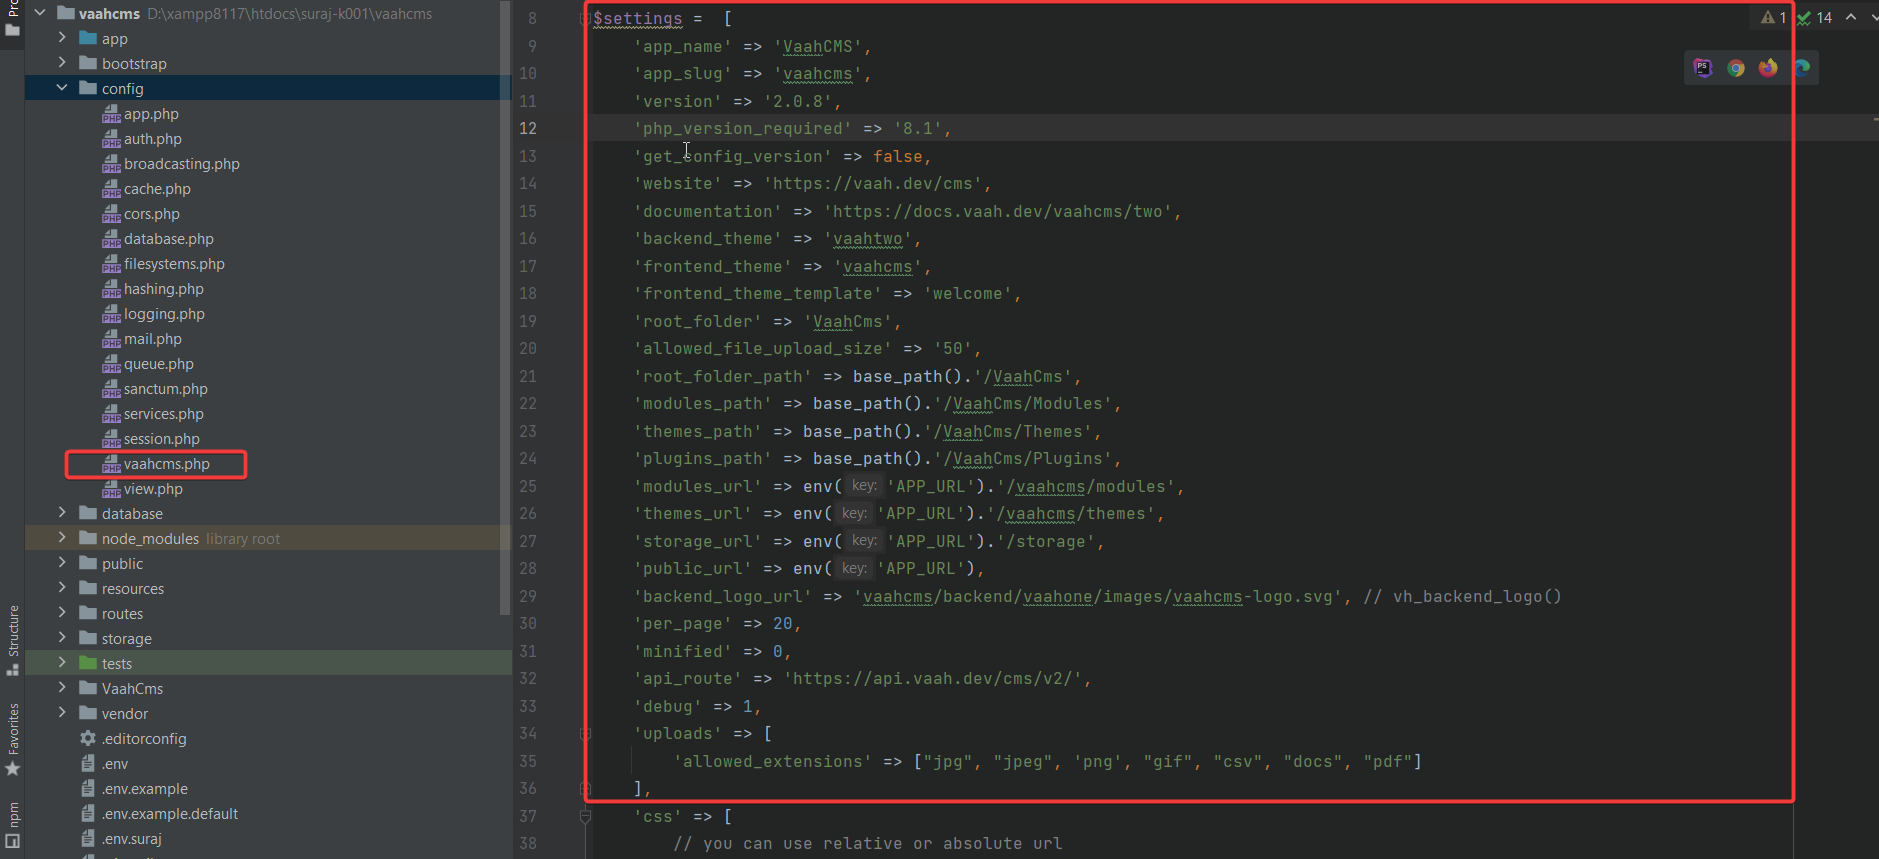 Pro
vaahcms D:\xampp8117\htdocs\suraj-k001\vaahcms
app
bootstrap
config
app.php
auth.php
broadcasting.php
cache.php
cors.php
database.php
filesystems.php
hashing.php
logging.php
mail.php
queue.php
sanctum.php
services.php
session.php
vaahcms.php
view.php
database
node_modules library root
public
resources
routes
storage
tests
VaahCms
vendor
.editorconfig
.env
.env.example
.env.example.default
.env.suraj
Structure
Favorites
npm
1 14
8 $settings = [
9 'app_name' => 'VaahCMS',
10 'app_slug' => 'vaahcms',
11 'version' => '2.0.8',
12 'php_version_required' => '8.1',
13 'get_config_version' => false,
14 'website' => 'https://vaah.dev/cms',
15 'documentation' => 'https://docs.vaah.dev/vaahcms/two',
16 'backend_theme' => 'vaahtwo',
17 'frontend_theme' => 'vaahcms',
18 'frontend_theme_template' => 'welcome',
19 'root_folder' => 'VaahCms',
20 'allowed_file_upload_size' => '50',
21 'root_folder_path' => base_path().'/VaahCms',
22 'modules_path' => base_path().'/VaahCms/Modules',
23 'themes_path' => base_path().'/VaahCms/Themes',
24 'plugins_path' => base_path().'/VaahCms/Plugins',
25 'modules_url' => env( key: 'APP_URL').'/vaahcms/modules',
26 'themes_url' => env( key: 'APP_URL').'/vaahcms/themes',
27 'storage_url' => env( key: 'APP_URL').'/storage',
28 'public_url' => env( key: 'APP_URL'),
29 'backend_logo_url' => 'vaahcms/backend/vaahone/images/vaahcms-logo.svg', // vh_backend_logo()
30 'per_page' => 20,
31 'minified' => 0,
32 'api_route' => 'https://api.vaah.dev/cms/v2/',
33 'debug' => 1,
34 'uploads' => [
35 'allowed_extensions' => ["jpg", "jpeg", 'png', "gif", "csv", "docs", "pdf"]
36 ],
37 'css' => [
38 // you can use relative or absolute url